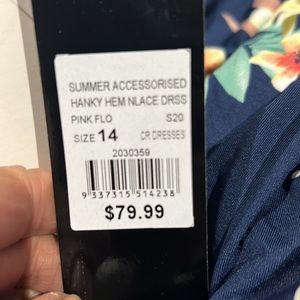 SUMMER ACCESSORISED
HANKY HEM NLACE DRSS
PINK FLO S20
SIZE 14 CR DRESSES
2030359
9 337315 514238
$79.99